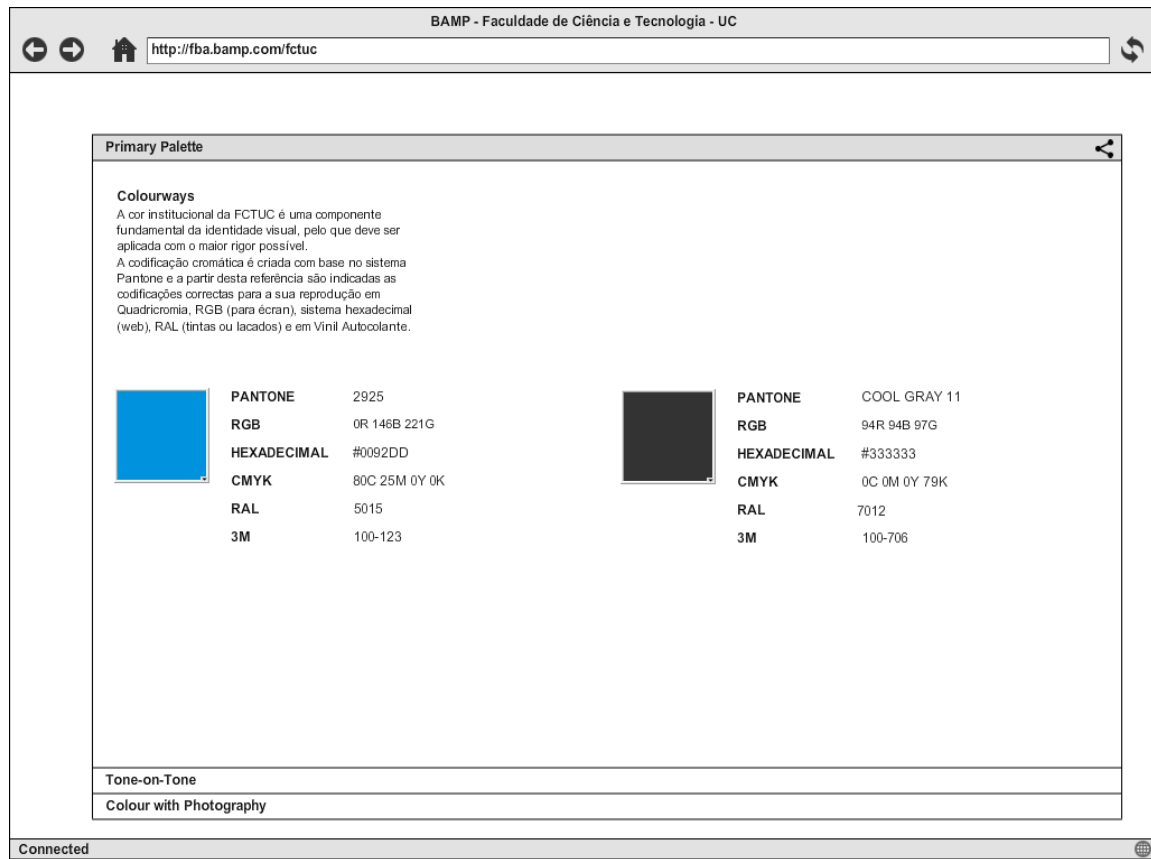 BAMP - Faculdade de Ciência e Tecnologia - UC
http://fba.bamp.com/fctuc
Primary Palette
Colourways
A cor institucional da FCTUC é uma componente
fundamental da identidade visual, pelo que deve ser
aplicada com o maior rigor possível.
A codificação cromática é criada com base no sistema
Pantone e a partir desta referência são indicadas as
codificações correctas para a sua reprodução em
Quadricromia, RGB (para écran), sistema hexadecimal
(web), RAL (tintas ou lacados) e em Vinil Autocolante.
PANTONE 2925
RGB 0R 146B 221G
HEXADECIMAL #0092DD
CMYK 80C 25M 0Y 0K
RAL 5015
3M 100-123
PANTONE COOL GRAY 11
RGB 94R 94B 97G
HEXADECIMAL #333333
CMYK 0C 0M 0Y 79K
RAL 7012
3M 100-706
Tone-on-Tone
Colour with Photography
Connected